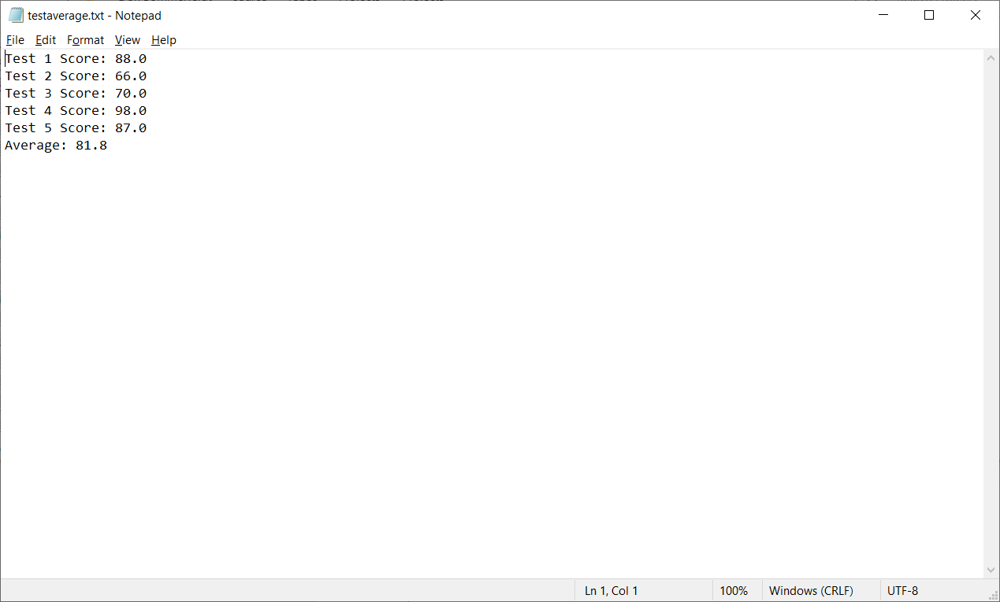 testaverage.txt - Notepad
File Edit Format View Help
Test 1 Score: 88.0
Test 2 Score: 66.0
Test 3 Score: 70.0
Test 4 Score: 98.0
Test 5 Score: 87.0
Average: 81.8
Ln 1, Col 1 100% Windows (CRLF) UTF-8